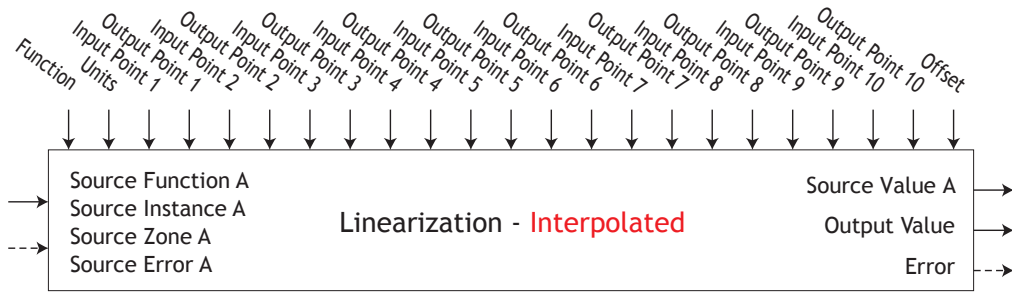 Function
Units
Input Point 1
Output Point 1
Input Point 2
Output Point 2
Input Point 3
Output Point 3
Input Point 4
Output Point 4
Input Point 5
Output Point 5
Input Point 6
Output Point 6
Input Point 7
Output Point 7
Input Point 8
Output Point 8
Input Point 9
Output Point 9
Input Point 10
Output Point 10
Offset
Source Function A
Source Instance A
Source Zone A
Source Error A
Linearization - Interpolated
Source Value A
Output Value
Error